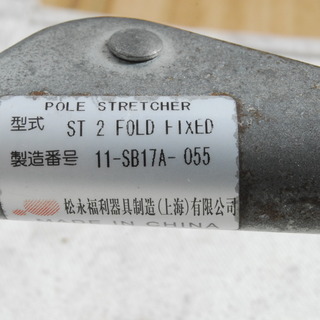 POLE STRETCHER
型式 ST 2 FOLD FIXED
製造番号 11-SB17A- 055
松永福利器具制造(上海)有限公司
MADE IN CHINA